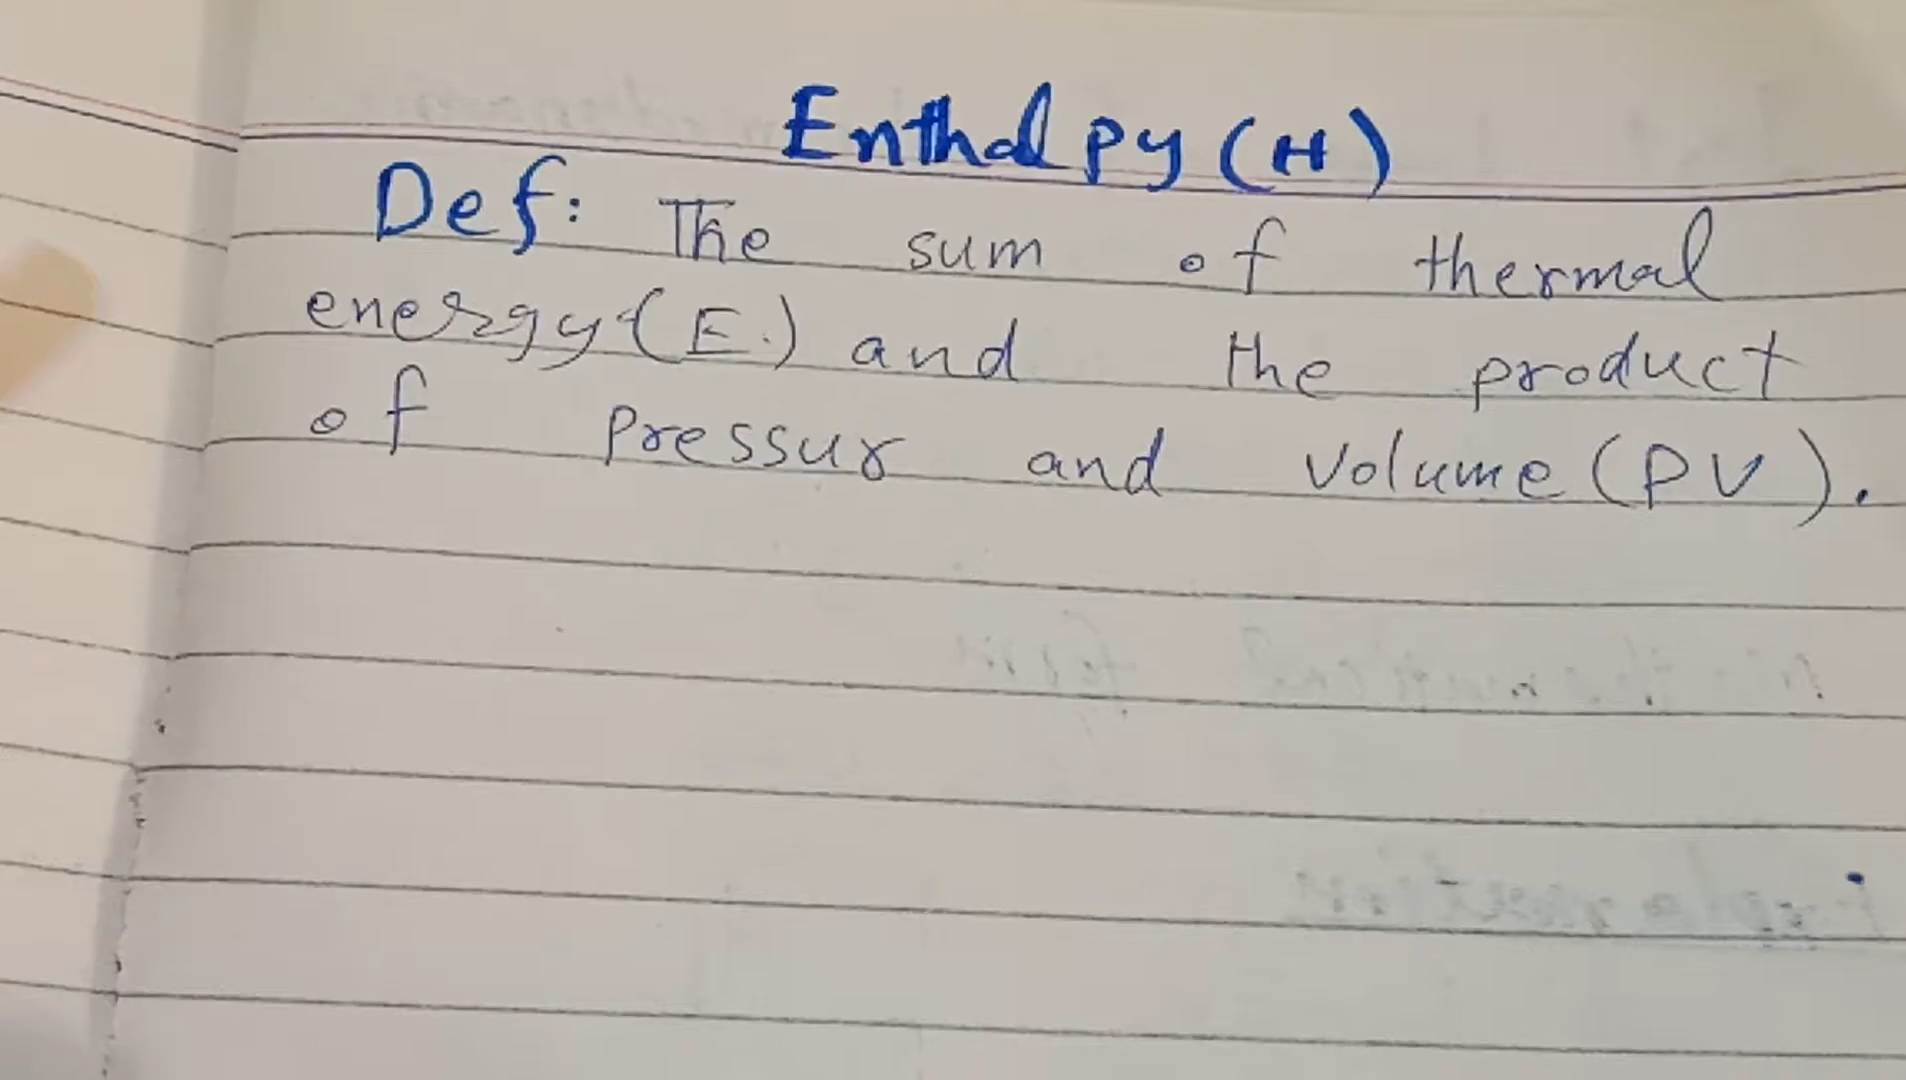 Enthalpy (H)
Def: The sum of thermal
energy (E.) and the product
of Pressur and volume (PV).